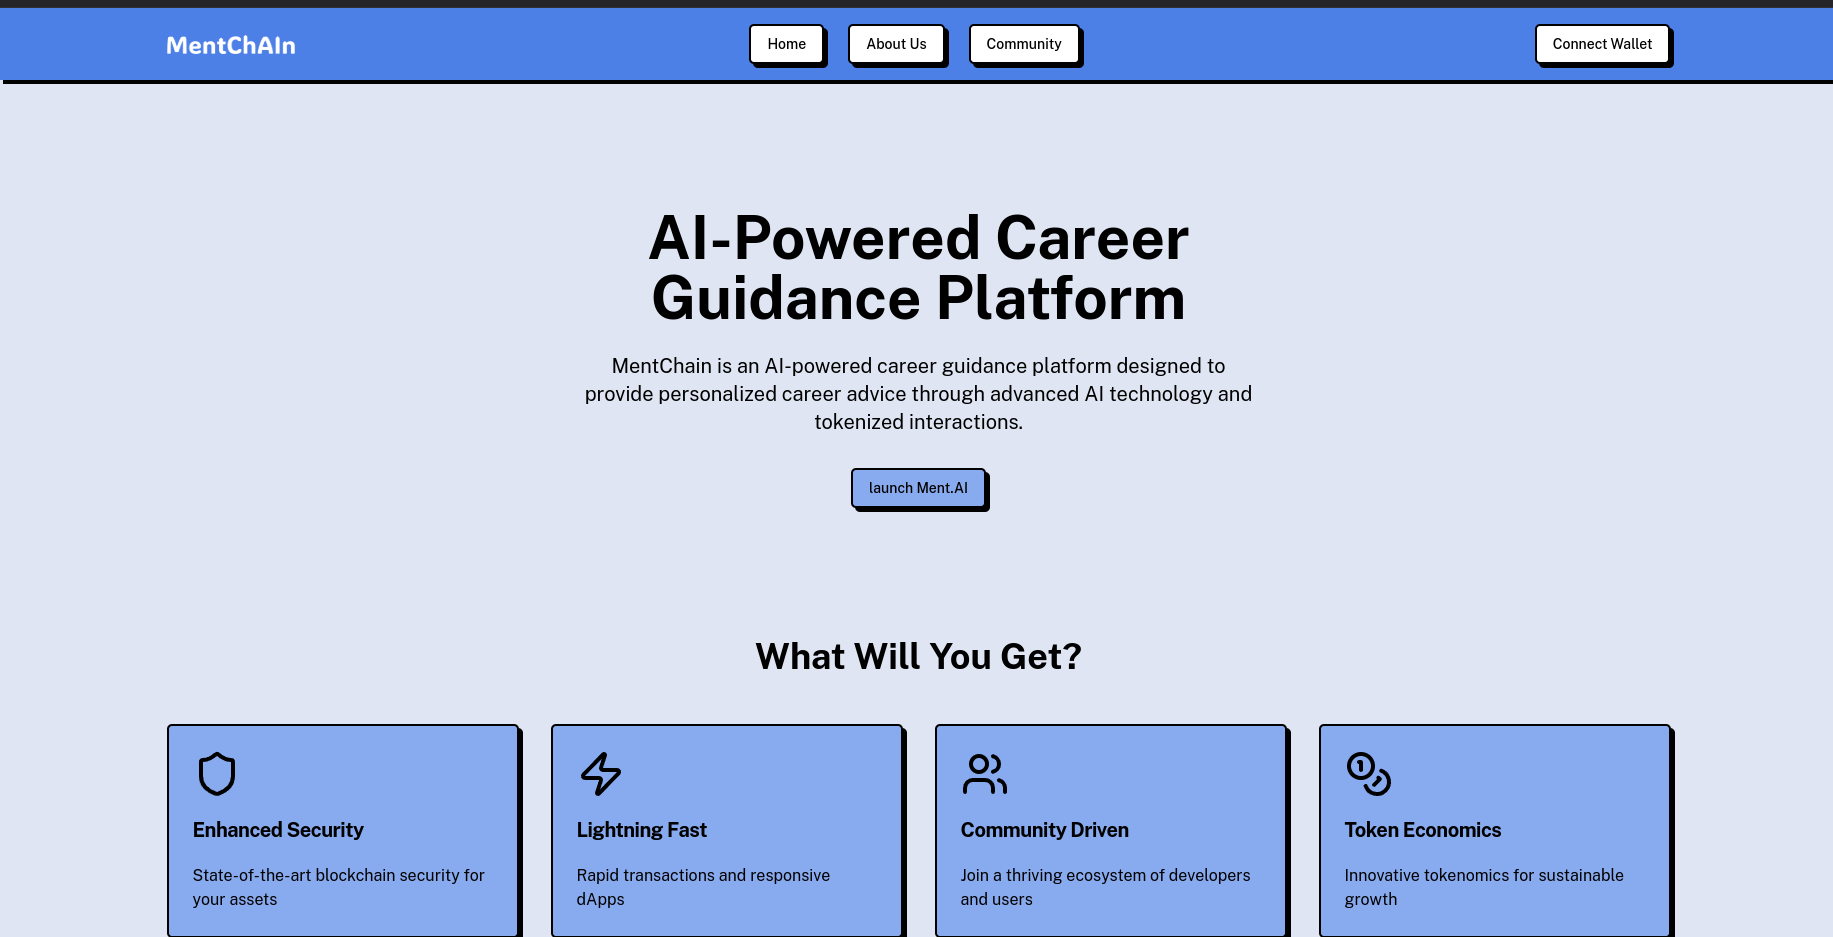 MentChAIn
Home
About Us
Community
Connect Wallet
AI-Powered Career
Guidance Platform
MentChain is an AI-powered career guidance platform designed to
provide personalized career advice through advanced AI technology and
tokenized interactions.
launch Ment.AI
What Will You Get?
Enhanced Security
State-of-the-art blockchain security for
your assets
Lightning Fast
Rapid transactions and responsive
dApps
Community Driven
Join a thriving ecosystem of developers
and users
Token Economics
Innovative tokenomics for sustainable
growth